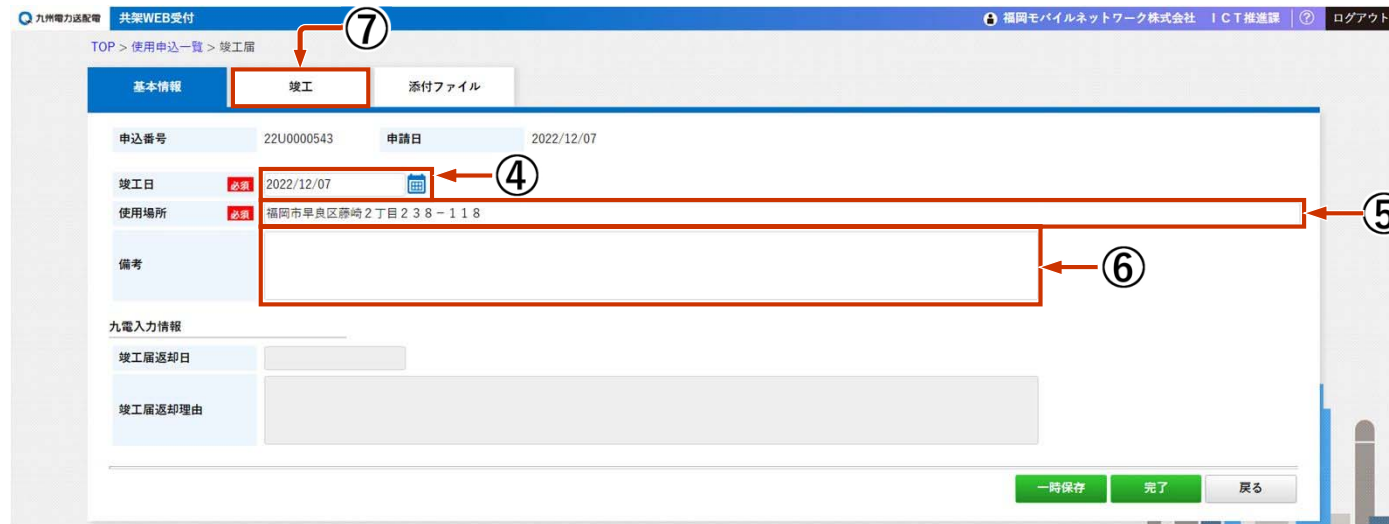 九州電力送配電 共架WEB受付 福岡モバイルネットワーク株式会社 ICT推進課 ? ログアウト
⑦
TOP > 使用申込一覧 > 竣工届
基本情報 竣工 添付ファイル
申込番号 22U0000543 申請日 2022/12/07
④
竣工日 必須 2022/12/07
使用場所 必須 福岡市早良区藤崎2丁目238-118 ⑤
備考 ⑥
九電入力情報
竣工届返却日
竣工届返却理由
一時保存 完了 戻る